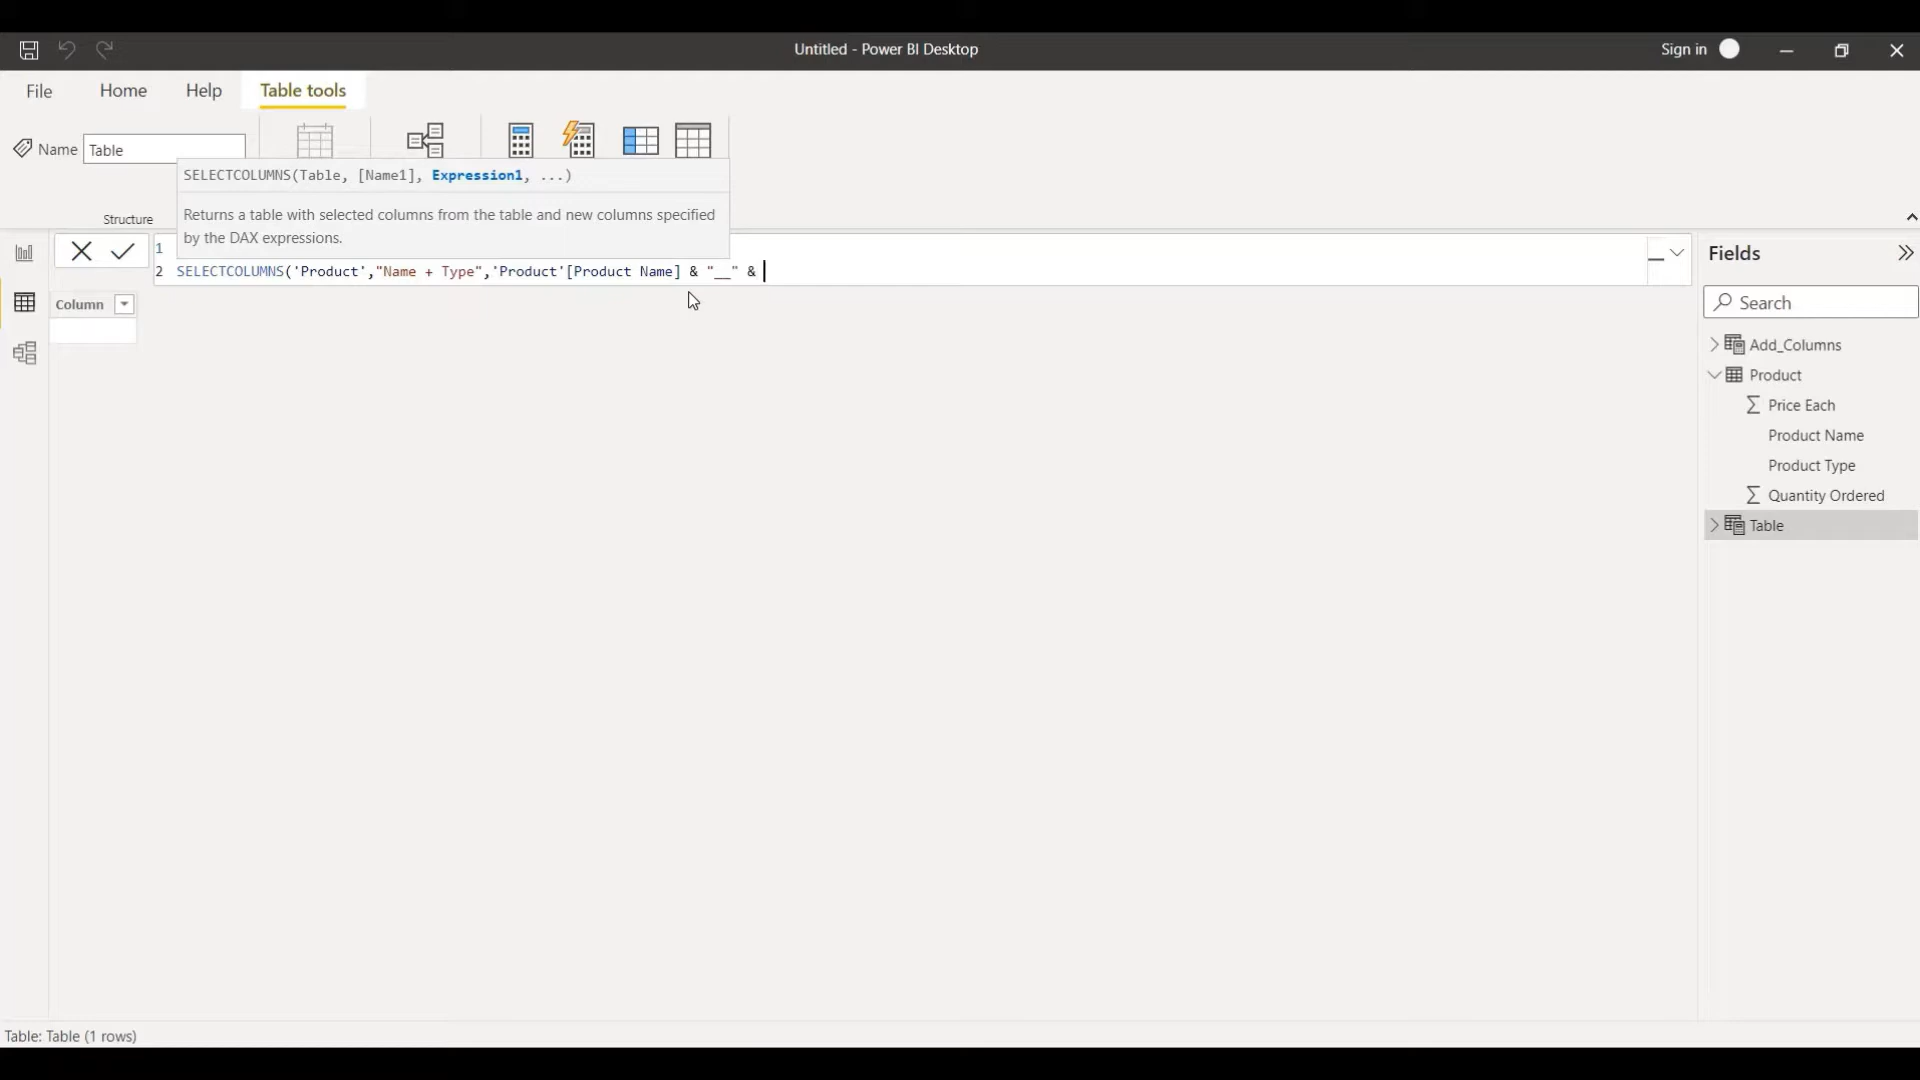 Untitled - Power BI Desktop
Sign in
File Home Help Table tools
Name Table
SELECTCOLUMNS(Table, [Name1], Expression1, ...)
Returns a table with selected columns from the table and new columns specified
by the DAX expressions.
Structure
1
2 SELECTCOLUMNS('Product',"Name + Type",'Product'[Product Name] & "__" &
Column
Fields
Search
Add_Columns
Product
Price Each
Product Name
Product Type
Quantity Ordered
Table
Table: Table (1 rows)